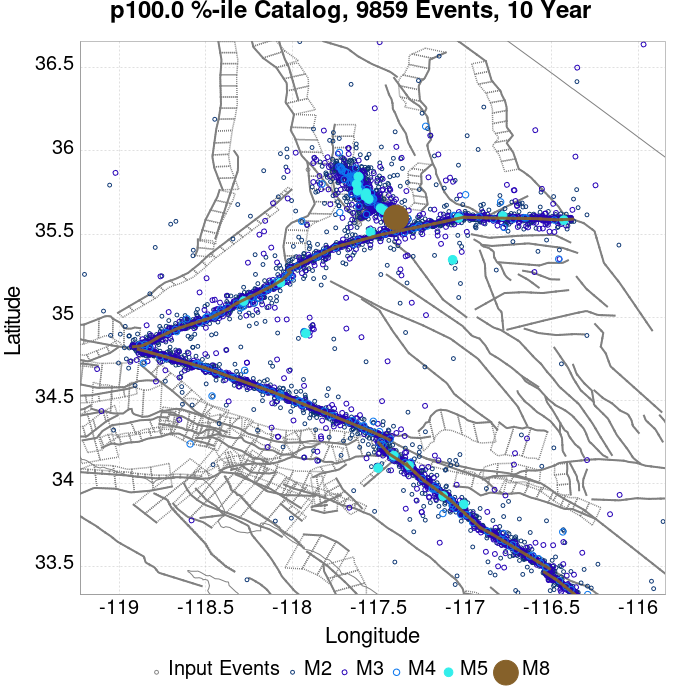 p100.0 %-ile Catalog, 9859 Events, 10 Year
36.5
36
35.5
35
34.5
34
33.5
Latitude
-119 -118.5 -118 -117.5 -117 -116.5 -116
Longitude
Input Events M2 M3 M4 M5 M8